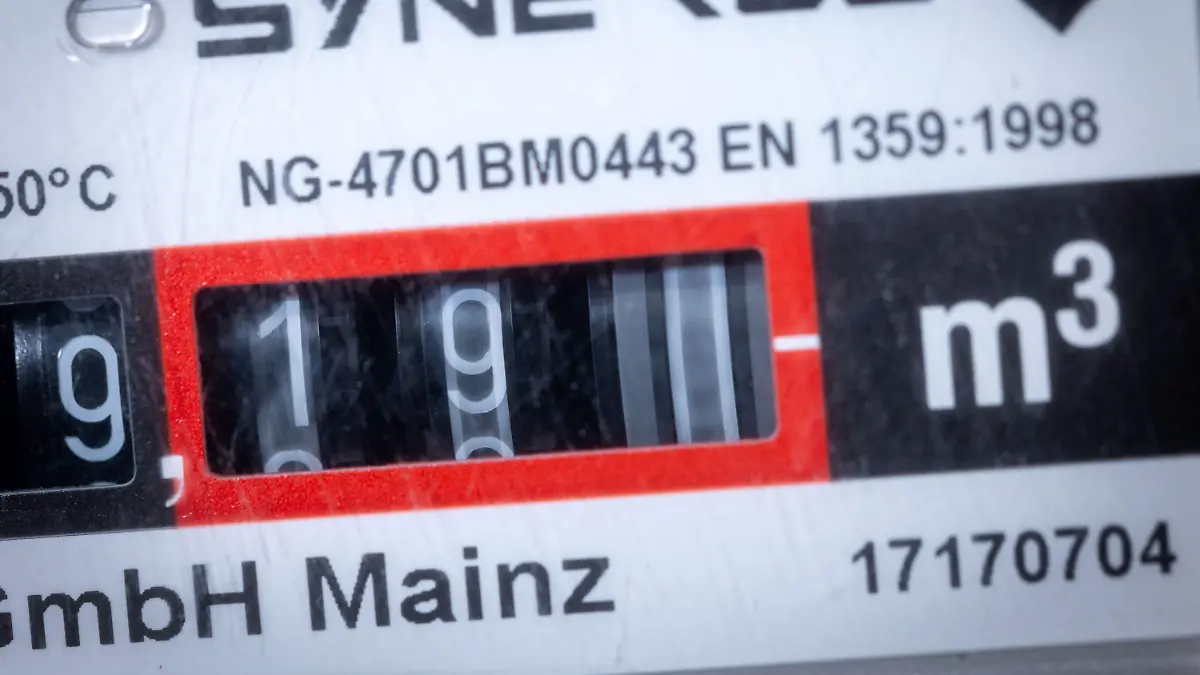 50°C NG-4701BM0443 EN 1359:1998
9,19 m³
GmbH Mainz 17170704